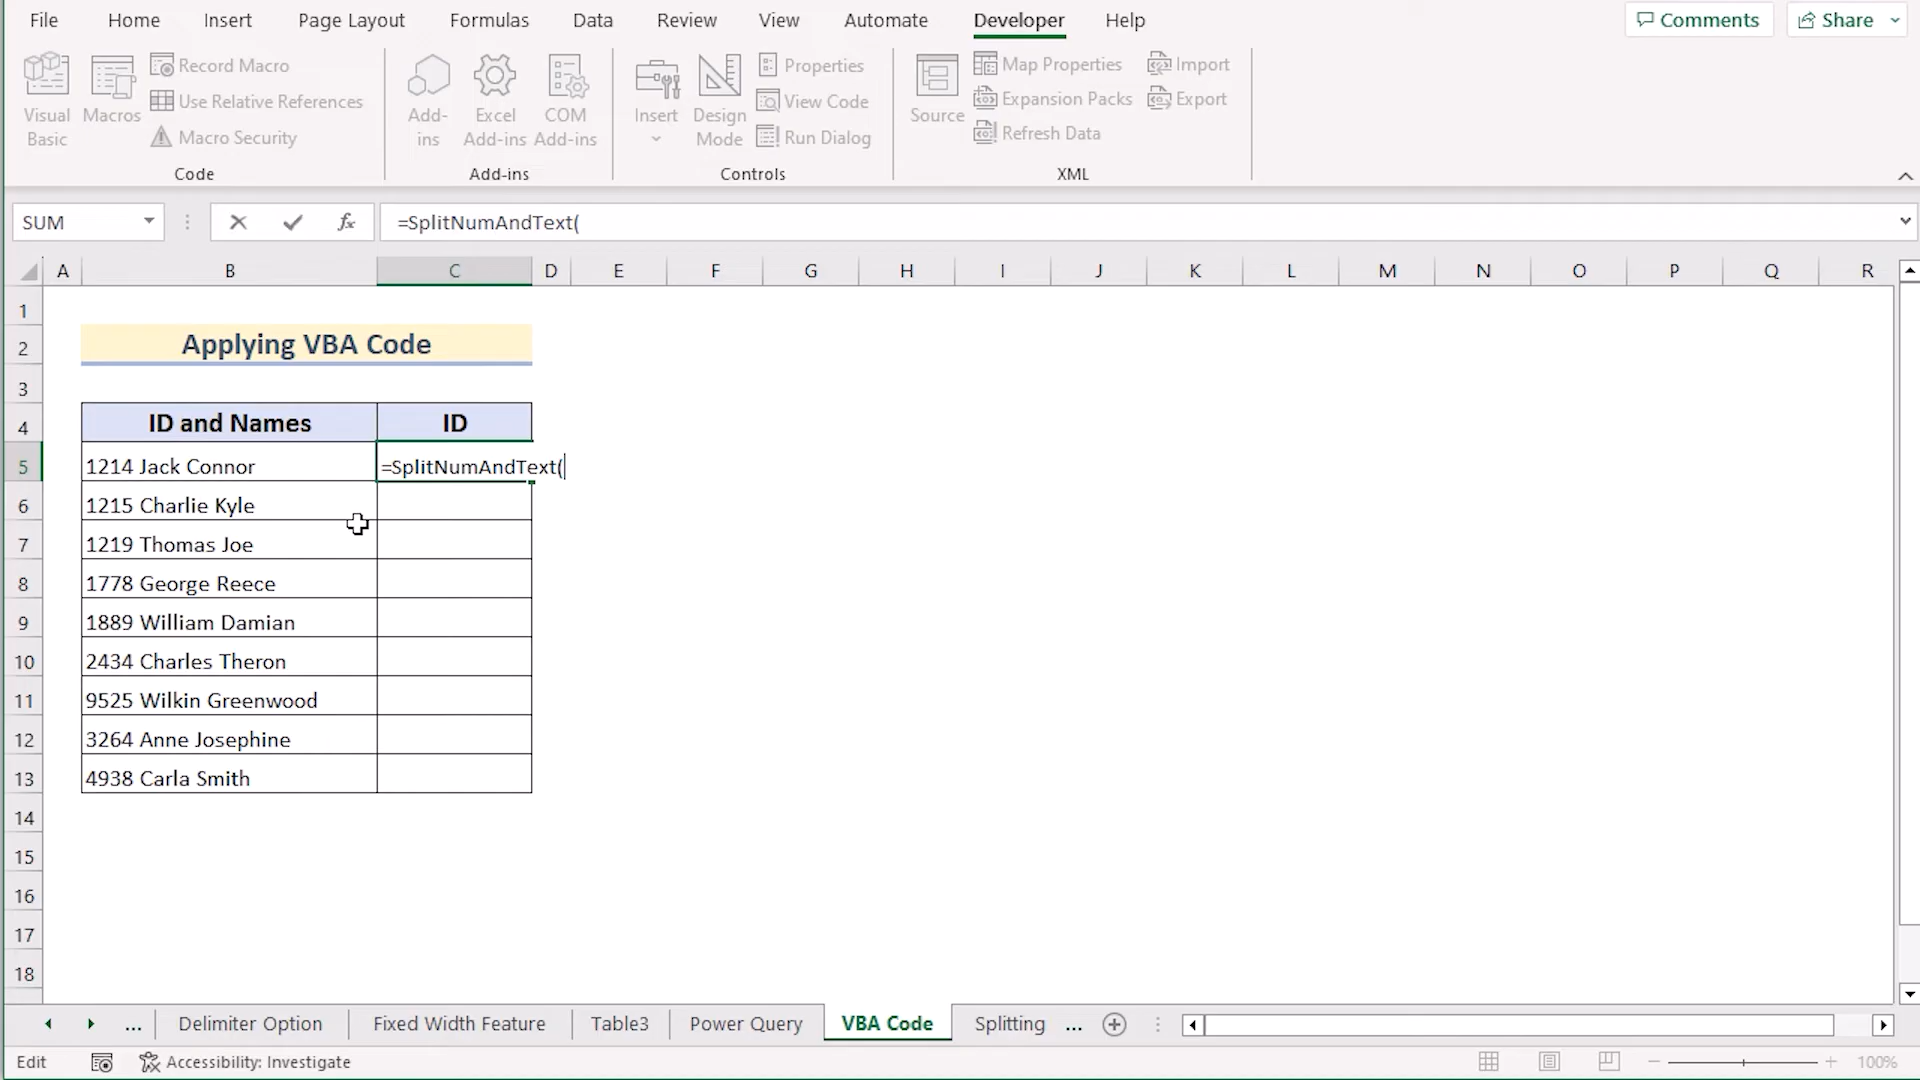 File Home Insert Page Layout Formulas Data Review View Automate Developer Help Comments Share
Visual Basic
Macros
Record Macro
Use Relative References
Macro Security
Code
Add-ins
Excel Add-ins
COM Add-ins
Add-ins
Insert
Design Mode
Properties
View Code
Run Dialog
Controls
Source
Map Properties
Expansion Packs
Refresh Data
Import
Export
XML
SUM fx =SplitNumAndText(
A B C D E F G H I J K L M N O P Q R
1
2 Applying VBA Code
3
4 ID and Names ID
5 1214 Jack Connor =SplitNumAndText(
6 1215 Charlie Kyle
7 1219 Thomas Joe
8 1778 George Reece
9 1889 William Damian
10 2434 Charles Theron
11 9525 Wilkin Greenwood
12 3264 Anne Josephine
13 4938 Carla Smith
14
15
16
17
18
... Delimiter Option Fixed Width Feature Table3 Power Query VBA Code Splitting ...
Edit Accessibility: Investigate 100%